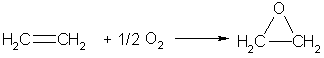 O
H₂C=CH₂ + 1/2 O₂ ⟶ H₂C—CH₂